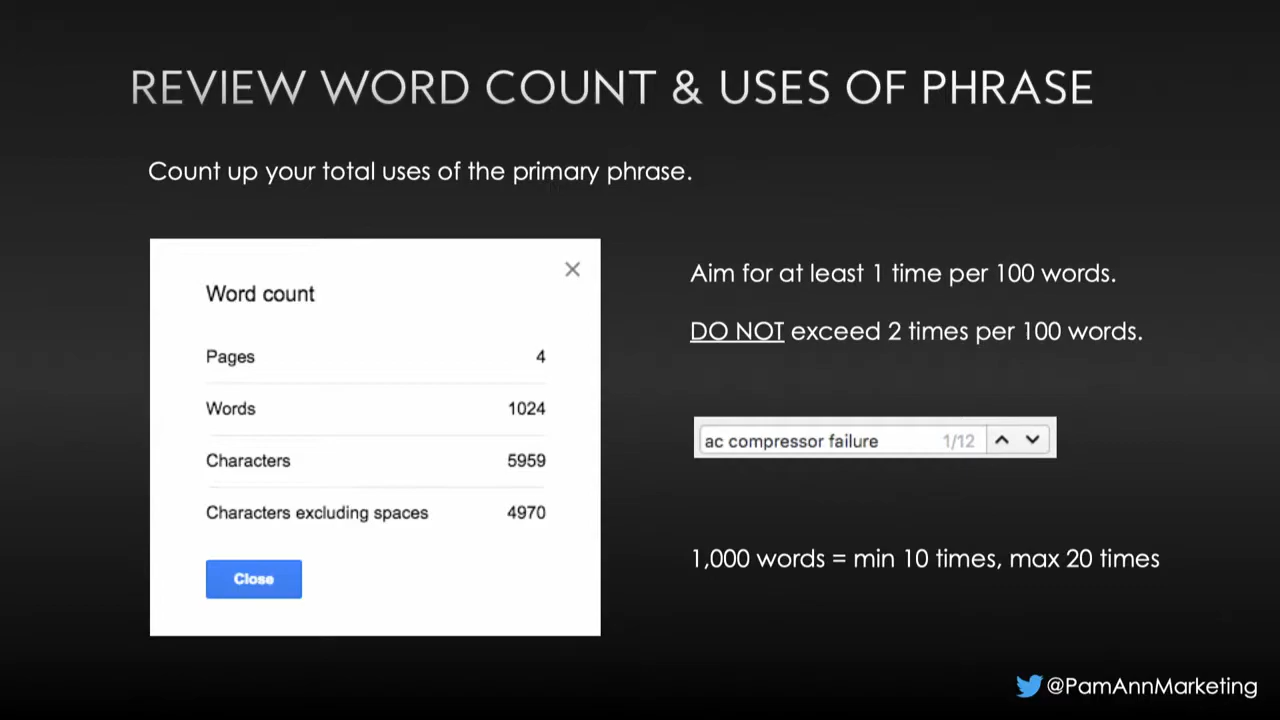 REVIEW WORD COUNT & USES OF PHRASE
Count up your total uses of the primary phrase.
Word count
Pages 4
Words 1024
Characters 5959
Characters excluding spaces 4970
Close
Aim for at least 1 time per 100 words.
DO NOT exceed 2 times per 100 words.
ac compressor failure 1/12
1,000 words = min 10 times, max 20 times
@PamAnnMarketing